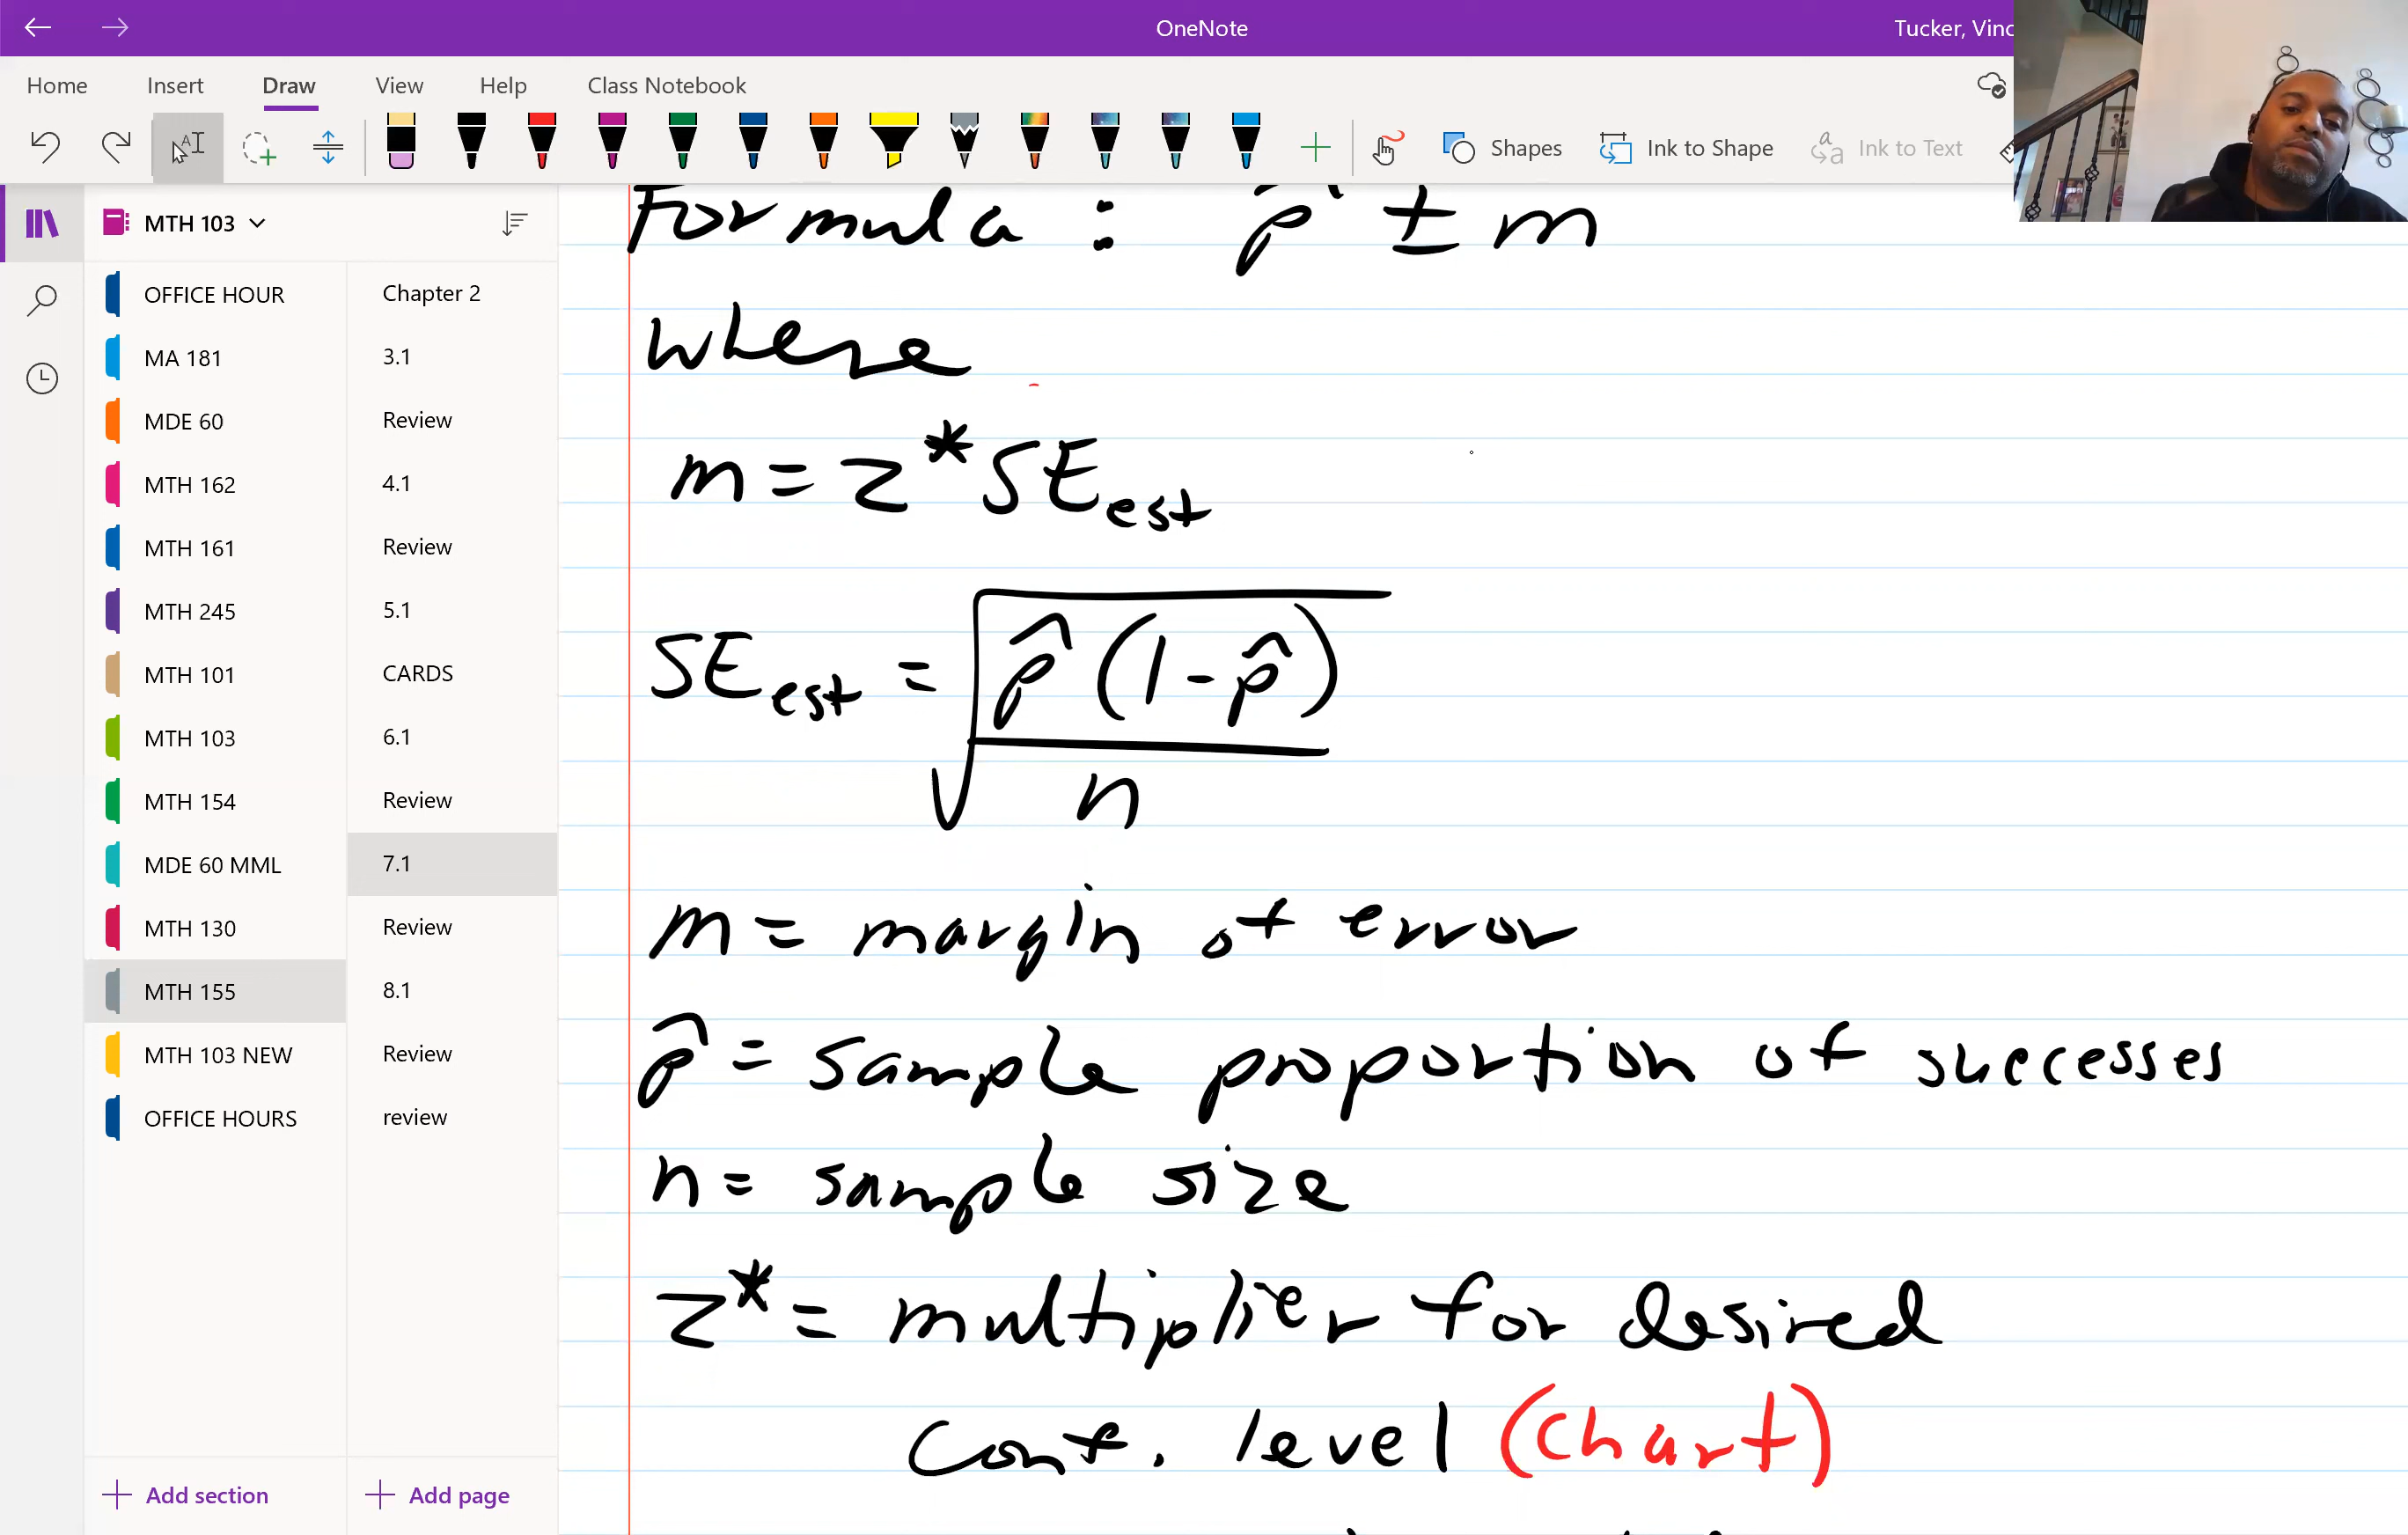 OneNote
Tucker, Vinc
Home Insert Draw View Help Class Notebook
Shapes Ink to Shape Ink to Text
MTH 103
OFFICE HOUR
MA 181
MDE 60
MTH 162
MTH 161
MTH 245
MTH 101
MTH 103
MTH 154
MDE 60 MML
MTH 130
MTH 155
MTH 103 NEW
OFFICE HOURS
Add section
Chapter 2
3.1
Review
4.1
Review
5.1
CARDS
6.1
Review
7.1
Review
8.1
Review
review
Add page
Formula : p̂ ± m
where
m = z* SE_est
SE_est = √(p̂ (1 - p̂) / n)
m = margin of error
p̂ = sample proportion of successes
n = sample size
z* = multiplier for desired
conf. level (chart)